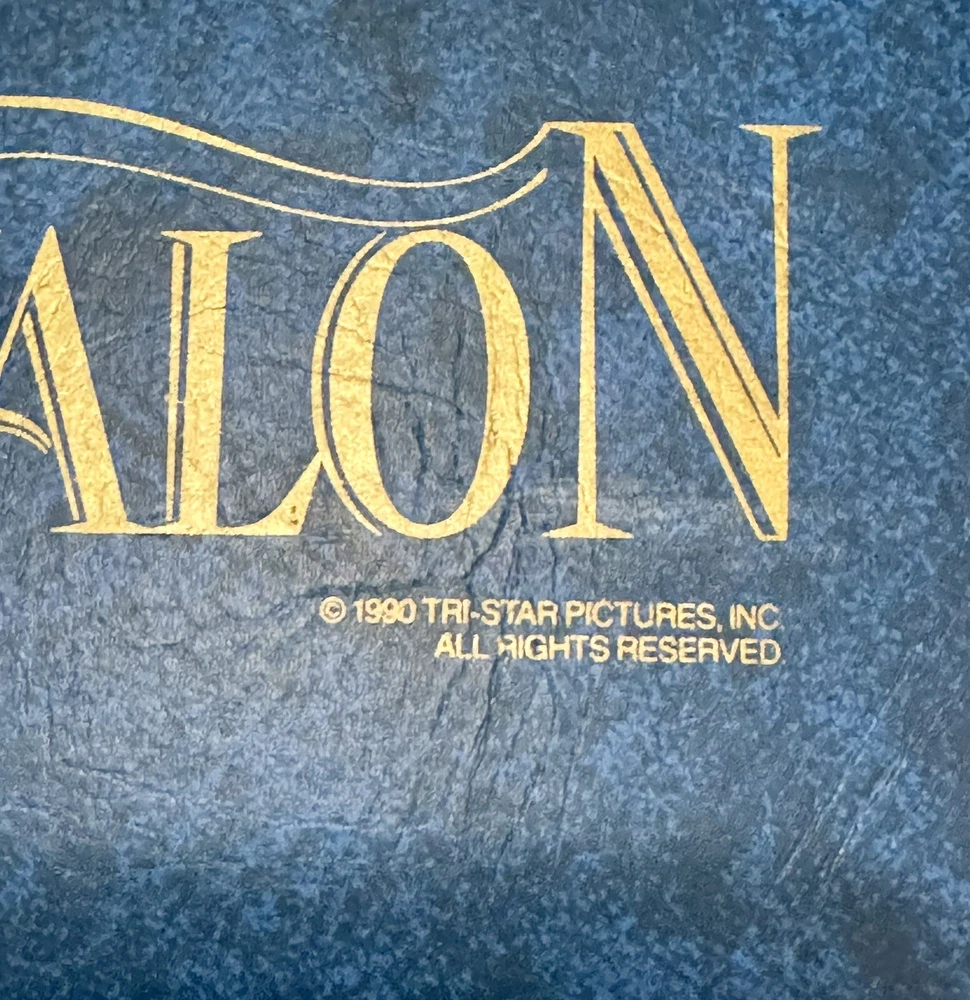 ALON
© 1990 TRI-STAR PICTURES, INC.
ALL RIGHTS RESERVED.